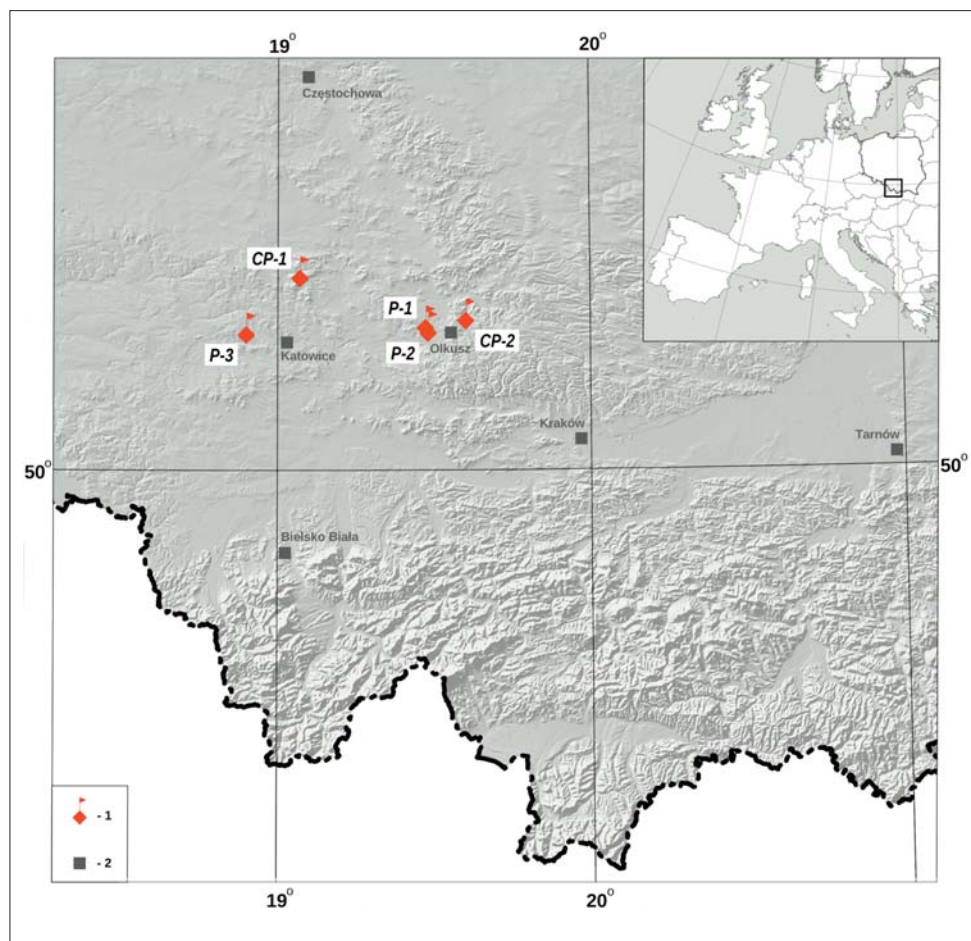 19°
20°
Częstochowa
CP-1
P-1
P-3
Katowice
P-2
Olkusz
CP-2
Kraków
Tarnów
50°
50°
Bielsko Biała
- 1
- 2
19°
20°